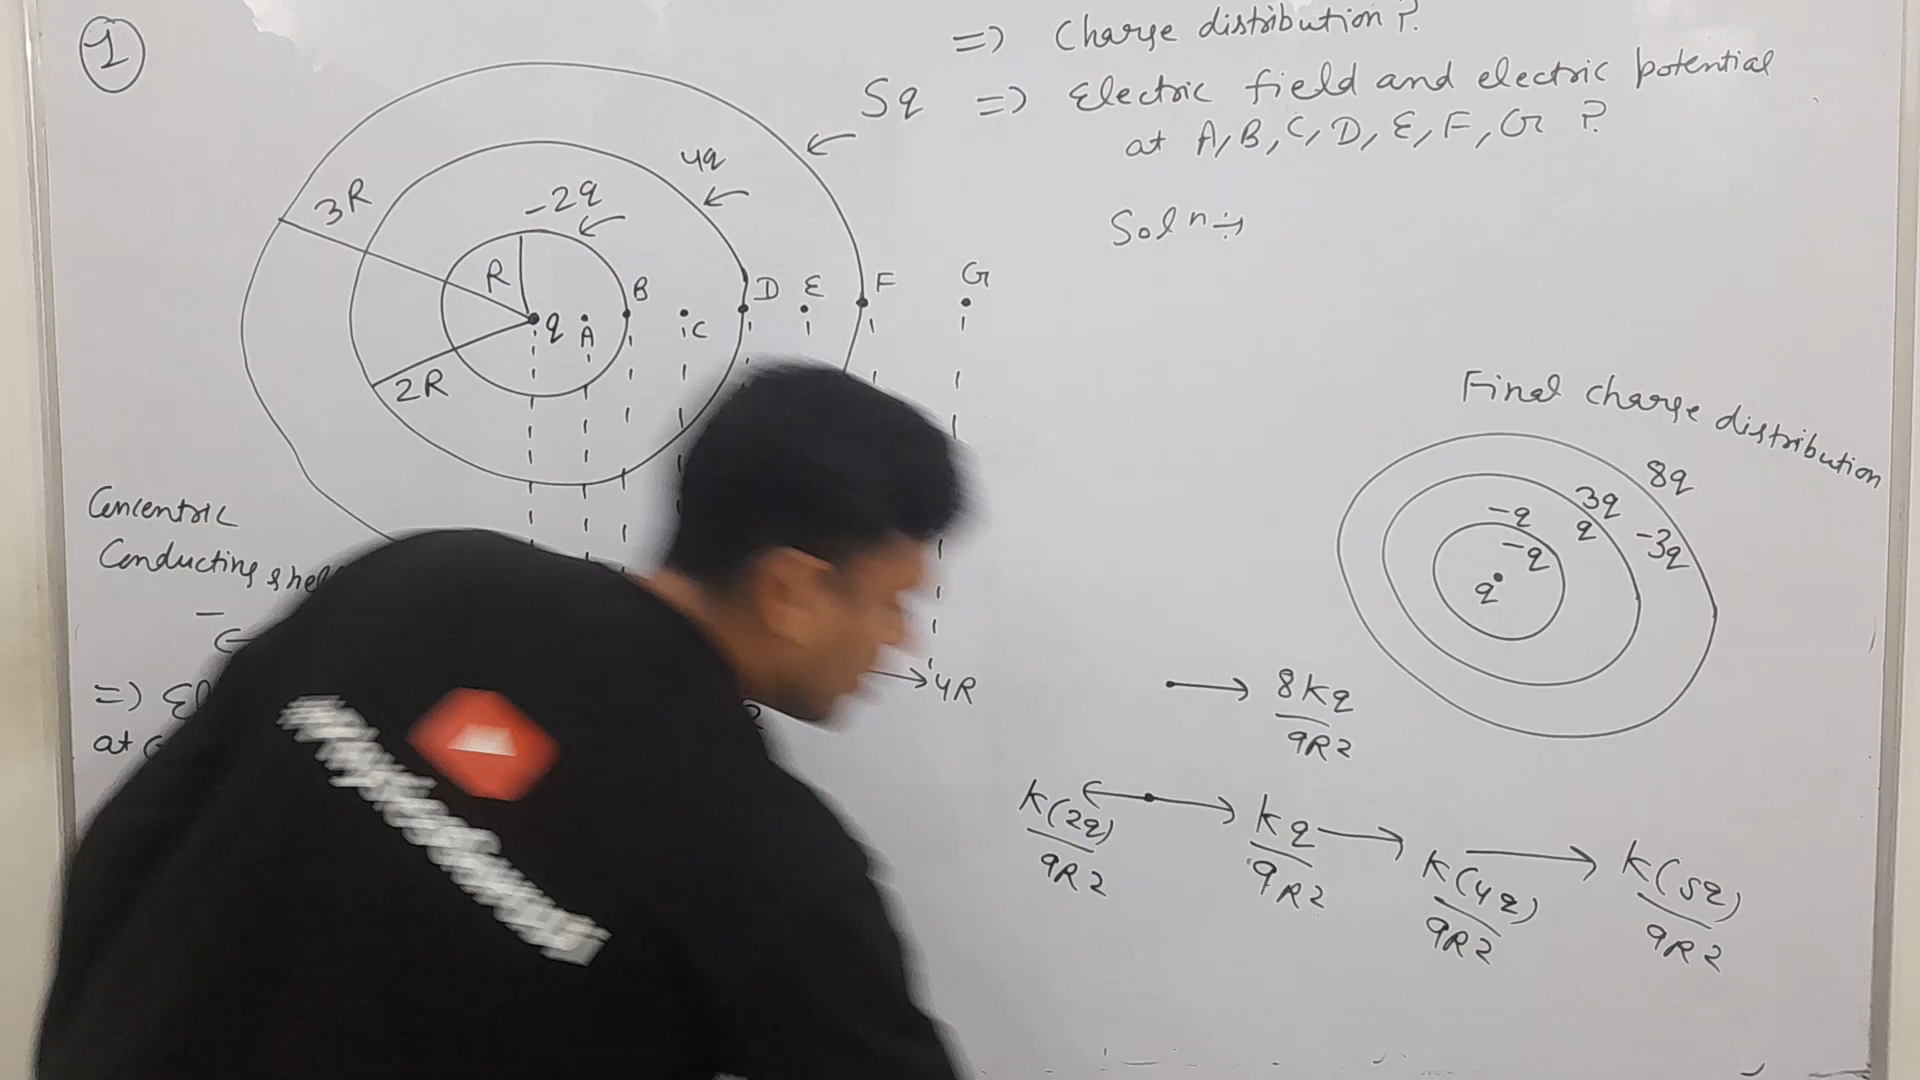 1
=> Charge distribution?
=> Electric field and electric potential
at A, B, C, D, E, F, G ?
Soln ÷
5q
4q
-2q
3R
R
2R
q
A
B
C
D
E
F
G
Concentric
Conducting
=>
at
4R
Final charge distribution
8q
3q
-3q
-q
q
-q
q
8kq
9R2
k(2q)
9R2
kq
9R2
k(4q)
9R2
k(5q)
9R2